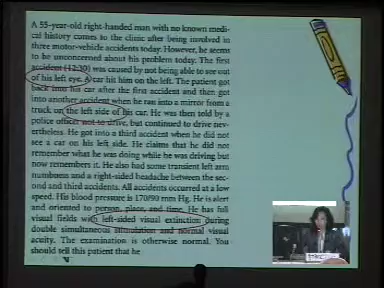 A 55-year-old right-handed man with no known medi-
cal history comes to the clinic after being involved in
three motor-vehicle accidents today. However, he seems
to be unconcerned about his problem today. The first
accident (12:30) was caused by not being able to see out
of his left eye. A car hit him on the left. The patient got
back into his car after the first accident and then got
into another accident when he ran into a mirror from a
truck on the left side of his car. He was then told by a
police officer not to drive, but continued to drive nev-
ertheless. He got into a third accident when he did not
see a car on his left side. He claims that he did not
remember what he was doing while he was driving but
now remembers it. He also had some transient left arm
numbness and a right-sided headache between the sec-
ond and third accidents. All accidents occurred at a low
speed. His blood pressure is 170/90 mm Hg. He is alert
and oriented to person, place, and time. He has full
visual fields with left-sided visual extinction during
double simultaneous stimulation and normal visual
acuity. The examination is otherwise normal. You
should tell this patient that he